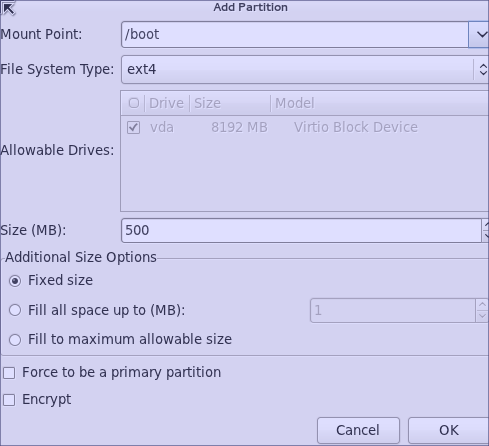 Add Partition
Mount Point: /boot
File System Type: ext4
Drive Size Model
vda 8192 MB Virtio Block Device
Allowable Drives:
Size (MB): 500
Additional Size Options
Fixed size
Fill all space up to (MB): 1
Fill to maximum allowable size
Force to be a primary partition
Encrypt
Cancel OK